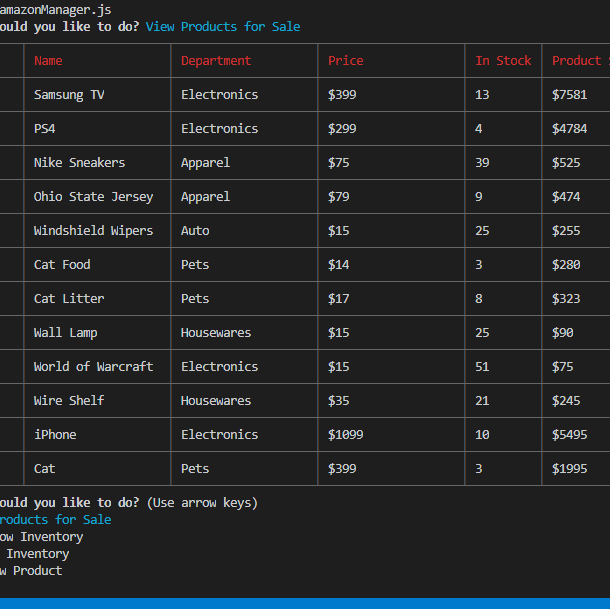 amazonManager.js
ould you like to do? View Products for Sale
Name Department Price In Stock Product
Samsung TV Electronics $399 13 $7581
PS4 Electronics $299 4 $4784
Nike Sneakers Apparel $75 39 $525
Ohio State Jersey Apparel $79 9 $474
Windshield Wipers Auto $15 25 $255
Cat Food Pets $14 3 $280
Cat Litter Pets $17 8 $323
Wall Lamp Housewares $15 25 $90
World of Warcraft Electronics $15 51 $75
Wire Shelf Housewares $35 21 $245
iPhone Electronics $1099 10 $5495
Cat Pets $399 3 $1995
ould you like to do? (Use arrow keys)
roducts for Sale
ow Inventory
Inventory
w Product